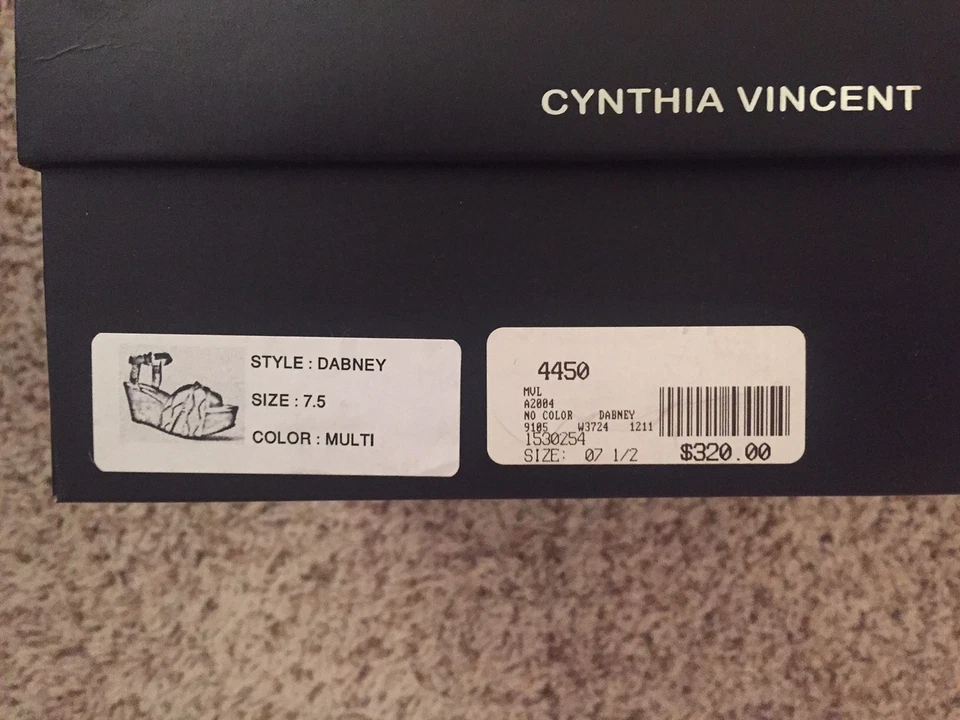 CYNTHIA VINCENT
STYLE : DABNEY
SIZE : 7.5
COLOR : MULTI
4450
MVL
A2004
NO COLOR DABNEY
9105 W3724 1211
1530254
SIZE: 07 1/2 $320.00